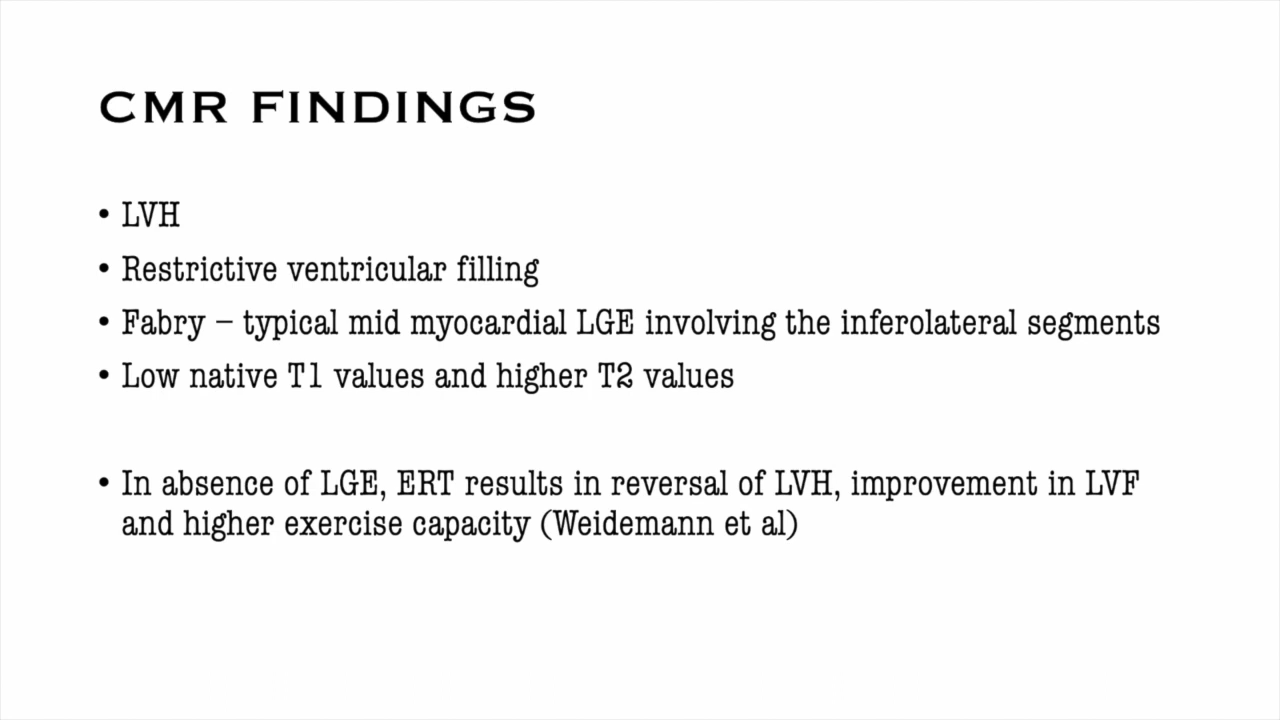 CMR FINDINGS
• LVH
• Restrictive ventricular filling
• Fabry – typical mid myocardial LGE involving the inferolateral segments
• Low native T1 values and higher T2 values
• In absence of LGE, ERT results in reversal of LVH, improvement in LVF
and higher exercise capacity (Weidemann et al)